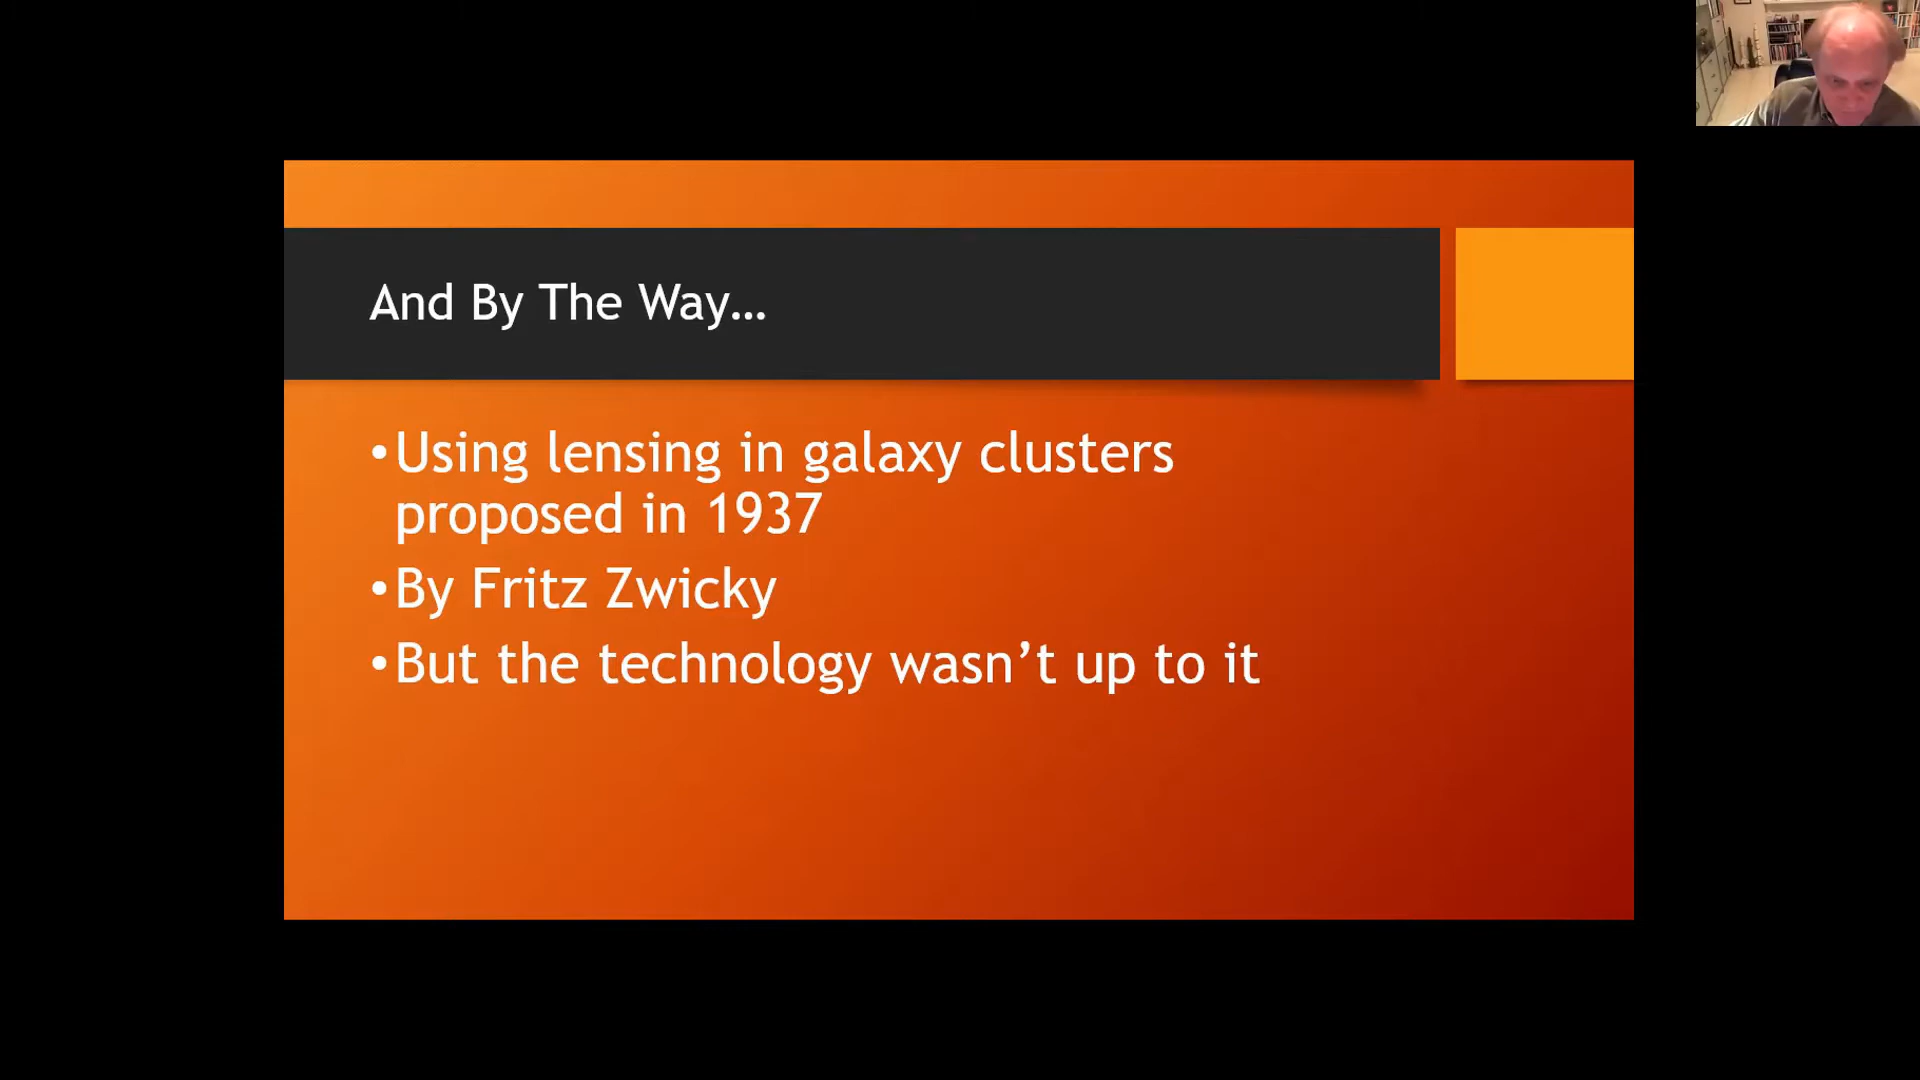 And By The Way…
•Using lensing in galaxy clusters
proposed in 1937
•By Fritz Zwicky
•But the technology wasn’t up to it